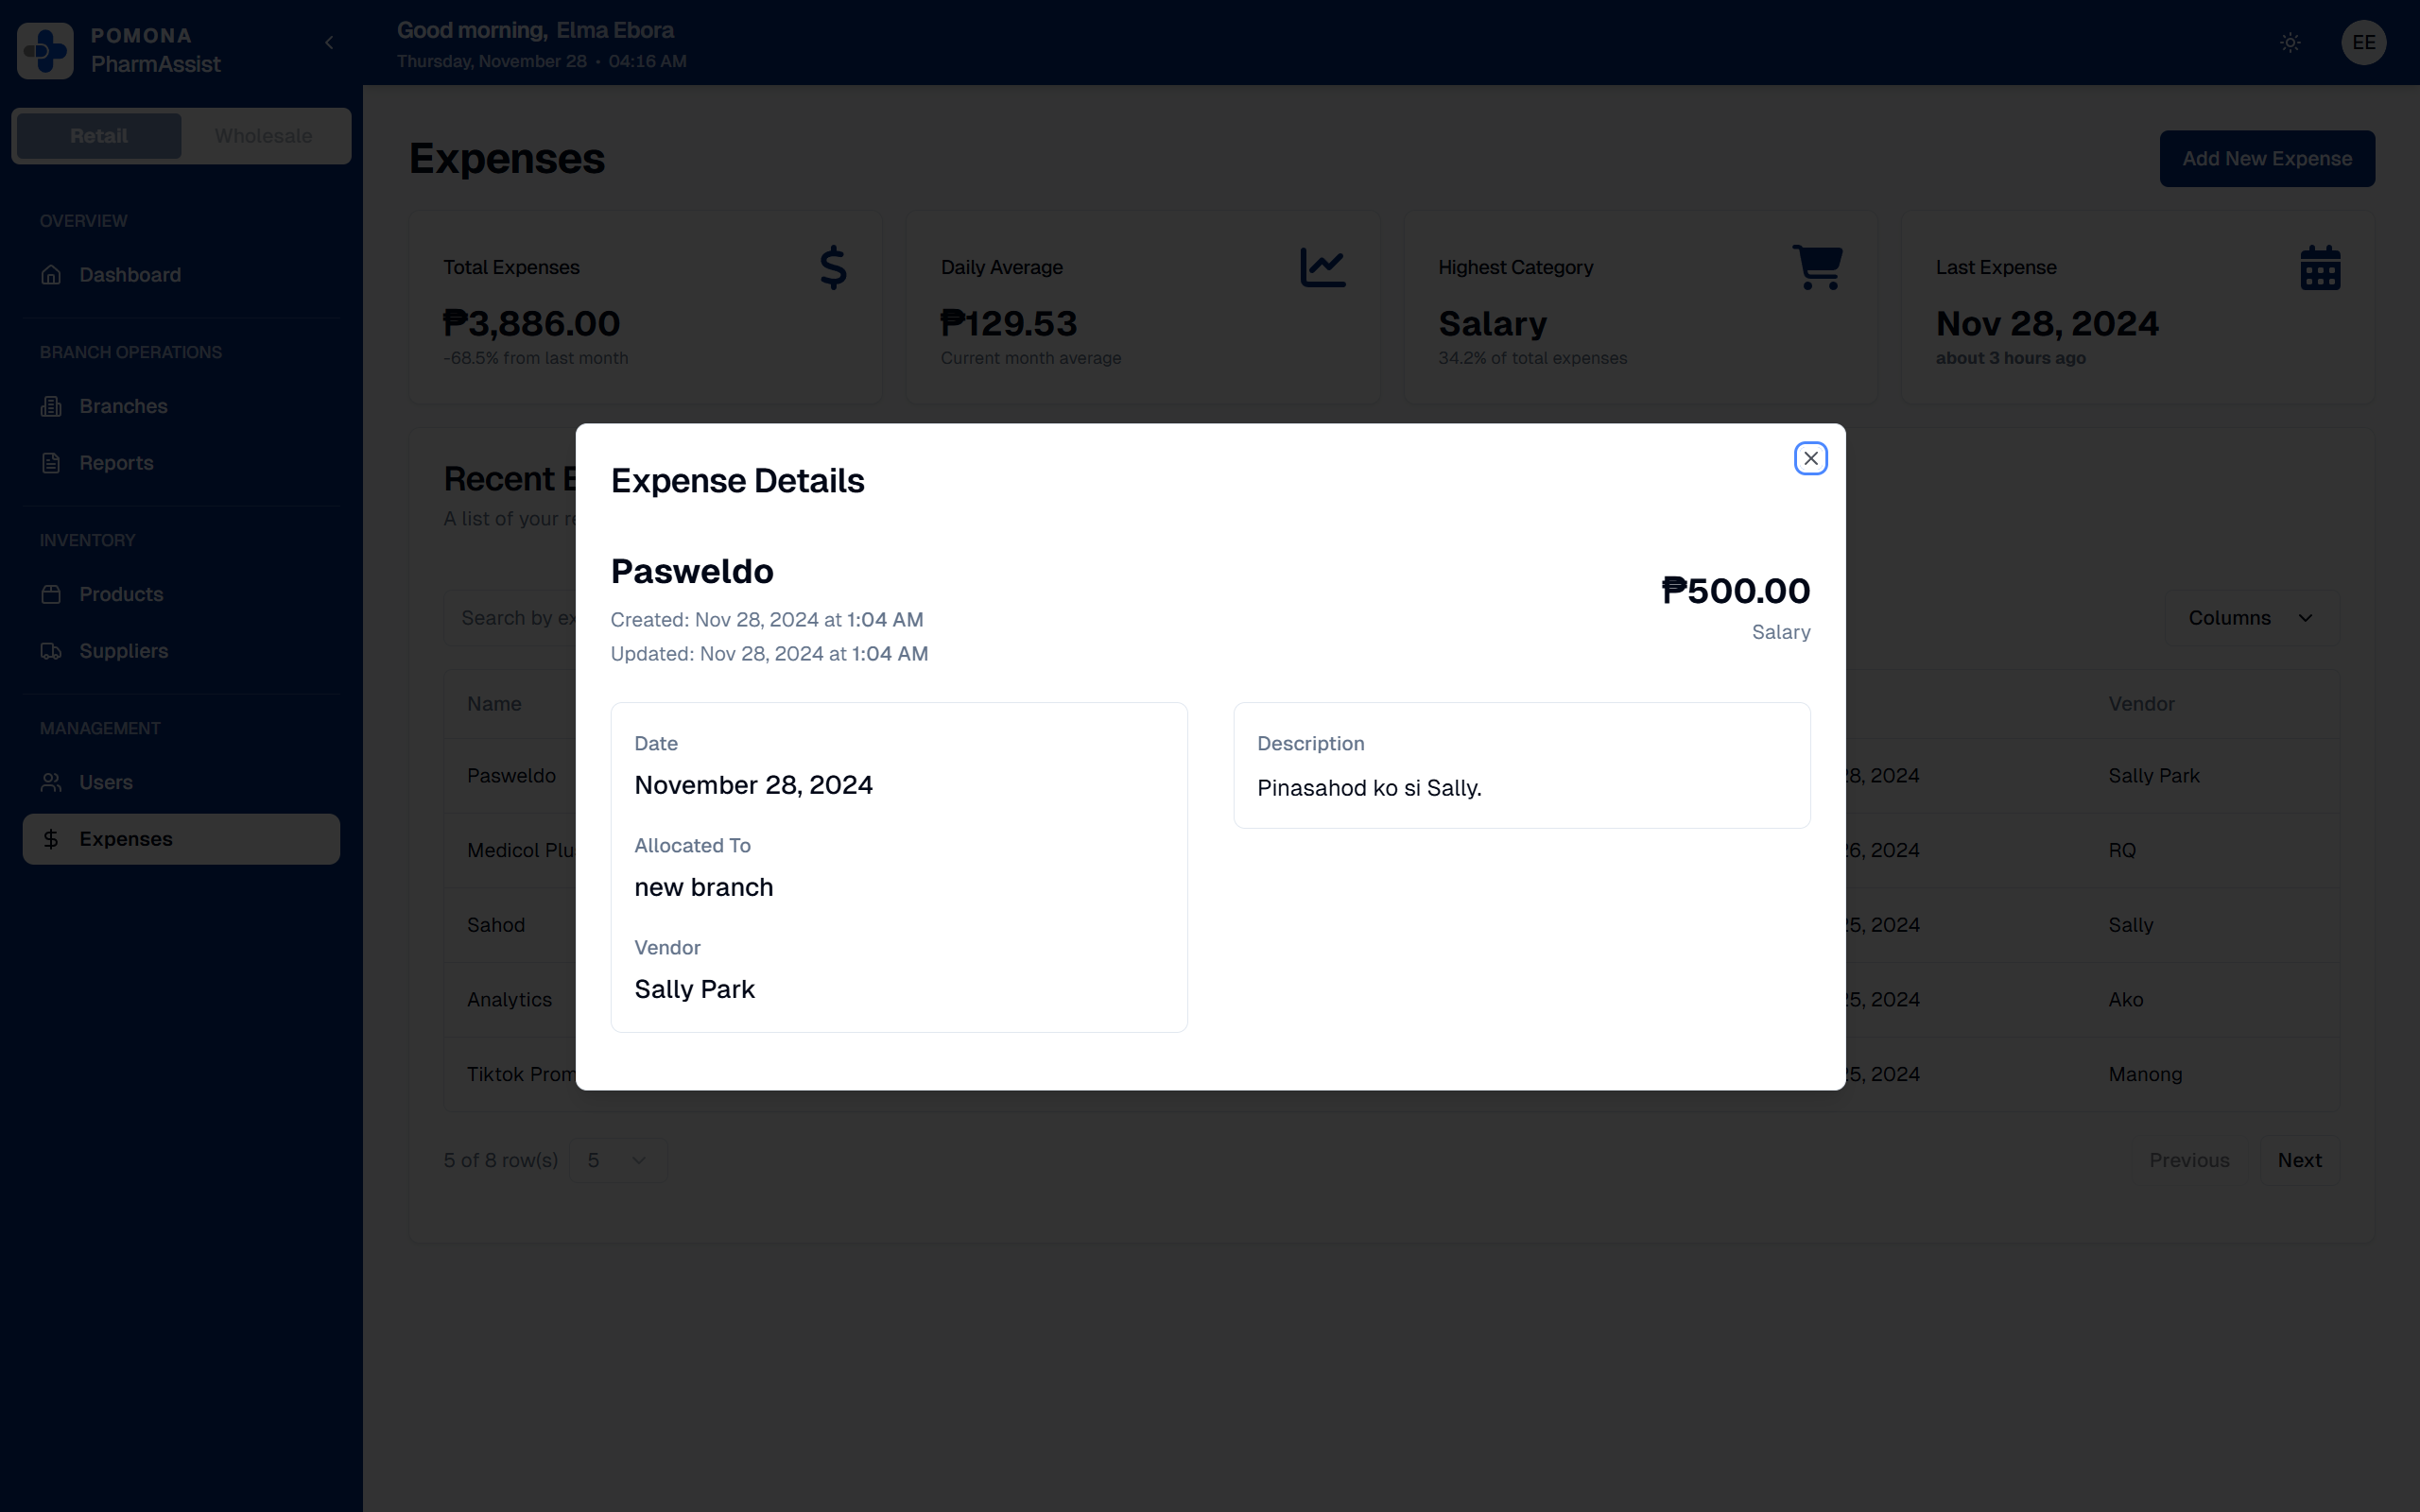 POMONA
PharmAssist
Good morning, Elma Ebora
Thursday, November 28 • 04:16 AM
EE
Retail
Wholesale
OVERVIEW
Dashboard
BRANCH OPERATIONS
Branches
Reports
INVENTORY
Products
Suppliers
MANAGEMENT
Users
Expenses
Expenses
Add New Expense
Total Expenses
₱3,886.00
-68.5% from last month
Daily Average
₱129.53
Current month average
Highest Category
Salary
34.2% of total expenses
Last Expense
Nov 28, 2024
about 3 hours ago
Recent
A list of your
Search by
Columns
Name
Vendor
Pasweldo
8, 2024
Sally Park
Medicol
6, 2024
RQ
Sahod
5, 2024
Sally
Analytics
5, 2024
Ako
Tiktok
5, 2024
Manong
5 of 8 row(s)
5
Previous
Next
Expense Details
Pasweldo
Created: Nov 28, 2024 at 1:04 AM
Updated: Nov 28, 2024 at 1:04 AM
₱500.00
Salary
Date
November 28, 2024
Allocated To
new branch
Vendor
Sally Park
Description
Pinasahod ko si Sally.